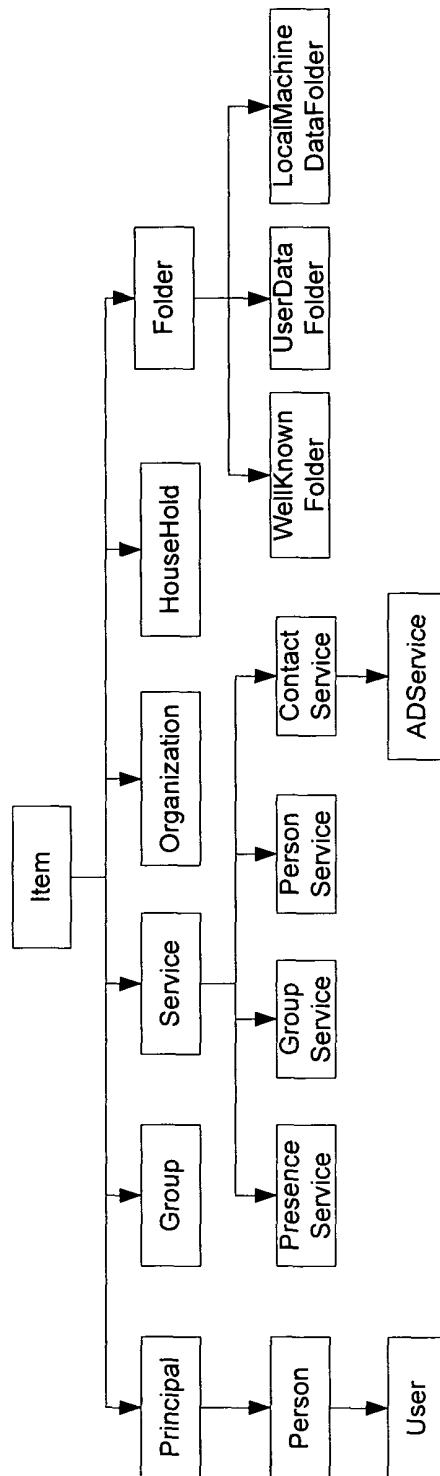 Item
Principal
Group
Service
Organization
HouseHold
Folder
Person
Presence
Service
Group
Service
Person
Service
Contact
Service
WellKnown
Folder
UserData
Folder
LocalMachine
DataFolder
User
ADService